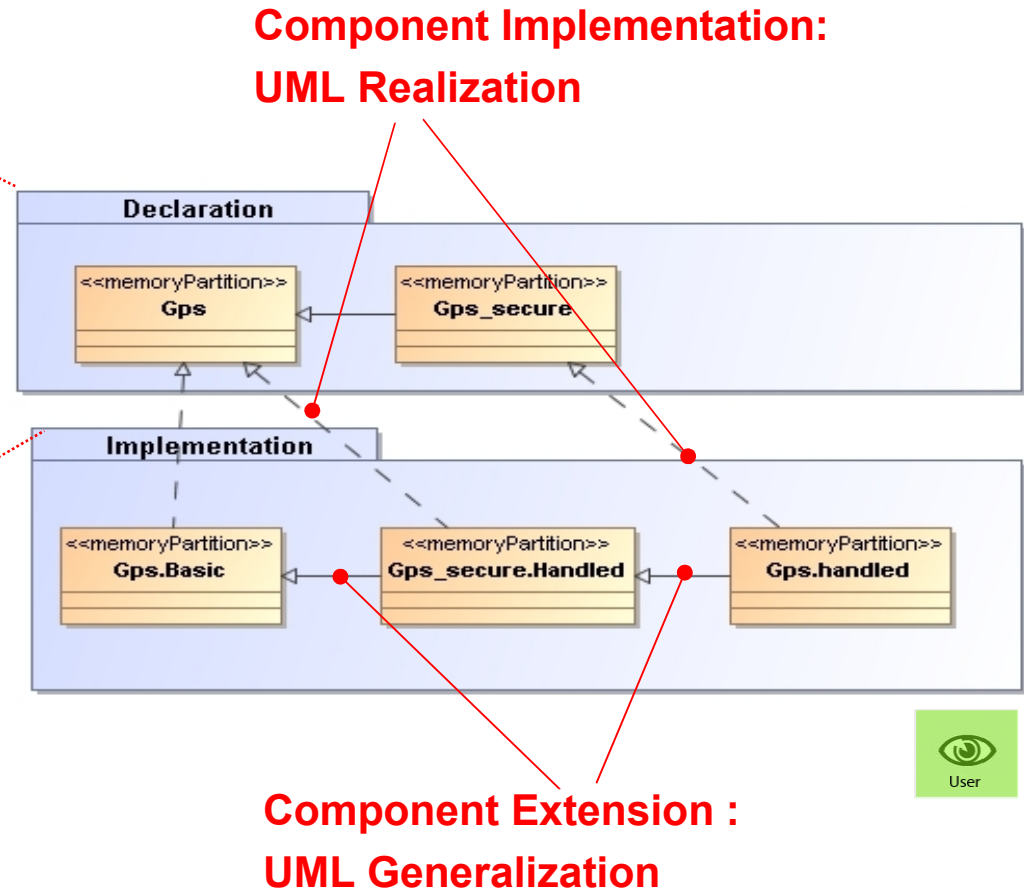 Component Implementation:
UML Realization
Declaration
<<memoryPartition>>
Gps
<<memoryPartition>>
Gps_secure
Implementation
<<memoryPartition>>
Gps.Basic
<<memoryPartition>>
Gps_secure.Handled
<<memoryPartition>>
Gps.handled
User
Component Extension :
UML Generalization